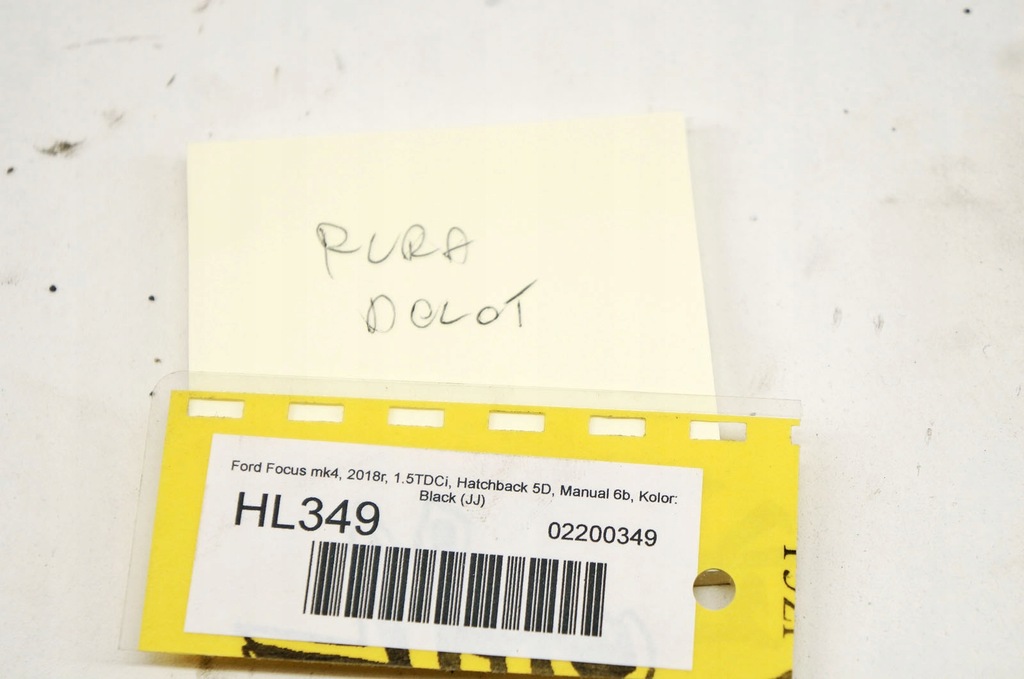 RURA
DOLOT
Ford Focus mk4, 2018r, 1.5TDCi, Hatchback 5D, Manual 6b, Kolor:
Black (JJ)
HL349
02200349